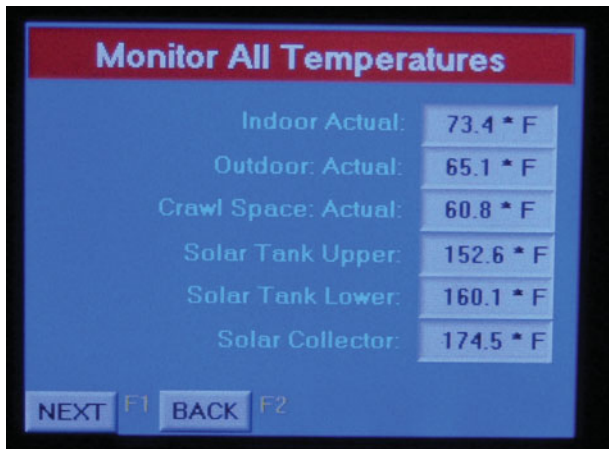 Monitor All Temperatures
Indoor Actual: 73.4 * F
Outdoor: Actual: 65.1 * F
Crawl Space: Actual: 60.8 * F
Solar Tank Upper: 152.6 * F
Solar Tank Lower: 160.1 * F
Solar Collector: 174.5 * F
NEXT F1 BACK F2